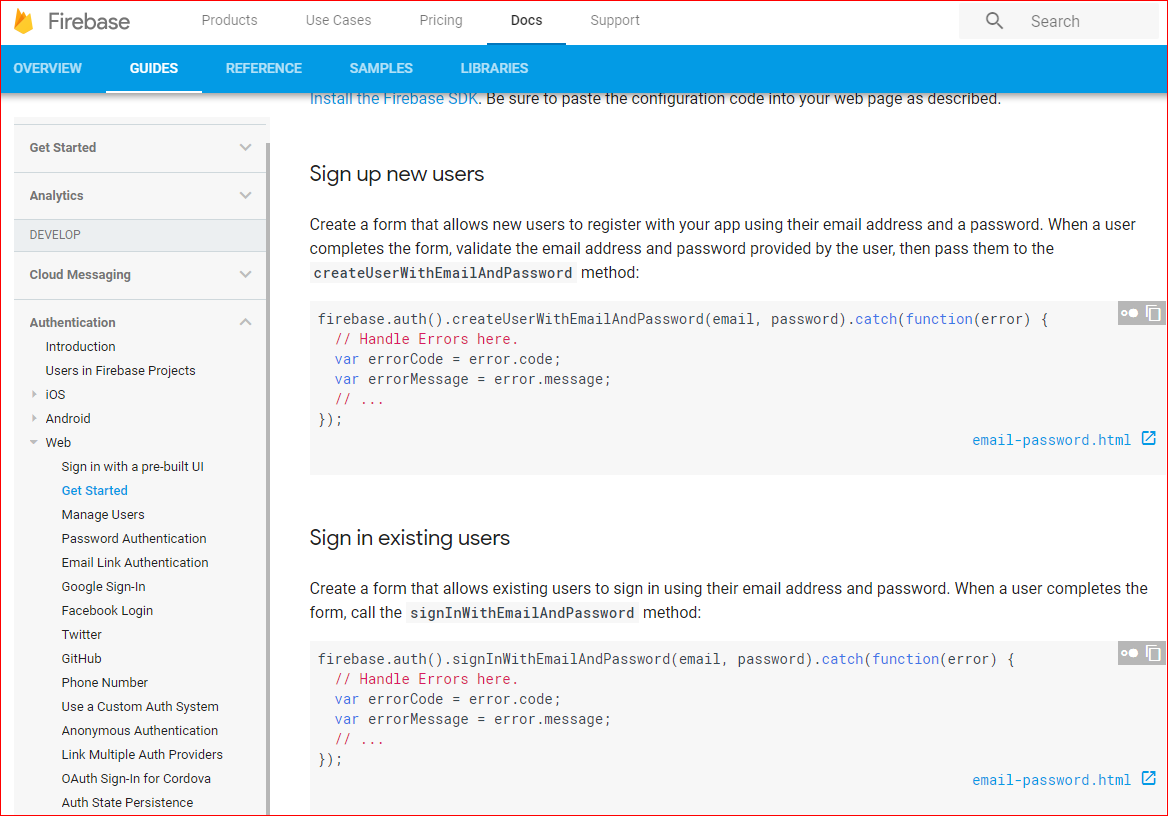 Firebase
Products
Use Cases
Pricing
Docs
Support
Search
OVERVIEW
GUIDES
REFERENCE
SAMPLES
LIBRARIES
Get Started
Analytics
DEVELOP
Cloud Messaging
Authentication
Introduction
Users in Firebase Projects
iOS
Android
Web
Sign in with a pre-built UI
Get Started
Manage Users
Password Authentication
Email Link Authentication
Google Sign-In
Facebook Login
Twitter
GitHub
Phone Number
Use a Custom Auth System
Anonymous Authentication
Link Multiple Auth Providers
OAuth Sign-In for Cordova
Auth State Persistence
Install the Firebase SDK. Be sure to paste the configuration code into your web page as described.
Sign up new users
Create a form that allows new users to register with your app using their email address and a password. When a user
completes the form, validate the email address and password provided by the user, then pass them to the
createUserWithEmailAndPassword method:
firebase.auth().createUserWithEmailAndPassword(email, password).catch(function(error) {
// Handle Errors here.
var errorCode = error.code;
var errorMessage = error.message;
// ...
});
email-password.html
Sign in existing users
Create a form that allows existing users to sign in using their email address and password. When a user completes the
form, call the signInWithEmailAndPassword method:
firebase.auth().signInWithEmailAndPassword(email, password).catch(function(error) {
// Handle Errors here.
var errorCode = error.code;
var errorMessage = error.message;
// ...
});
email-password.html